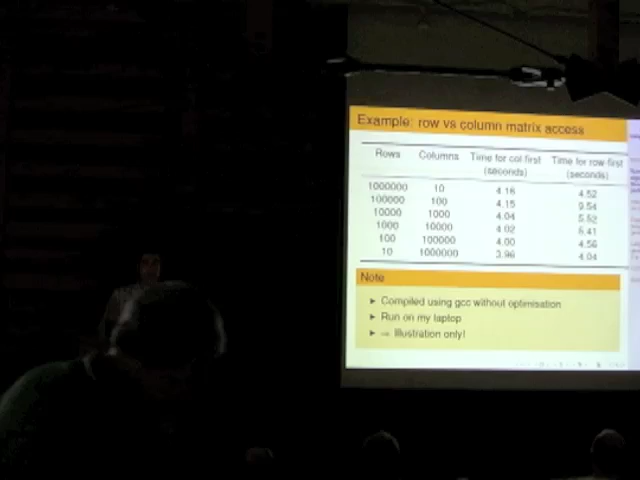 Example: row vs column matrix access
Rows Columns Time for col first (seconds) Time for row-first (seconds)
1000000 10 4.16 4.52
100000 100 4.15 9.54
10000 1000 4.04 5.52
1000 10000 4.02
100 100000 4.00 4.56
10 1000000 3.96 4.04
Note
Compiled using gcc without optimisation
Run on my laptop
⇒ Illustration only!